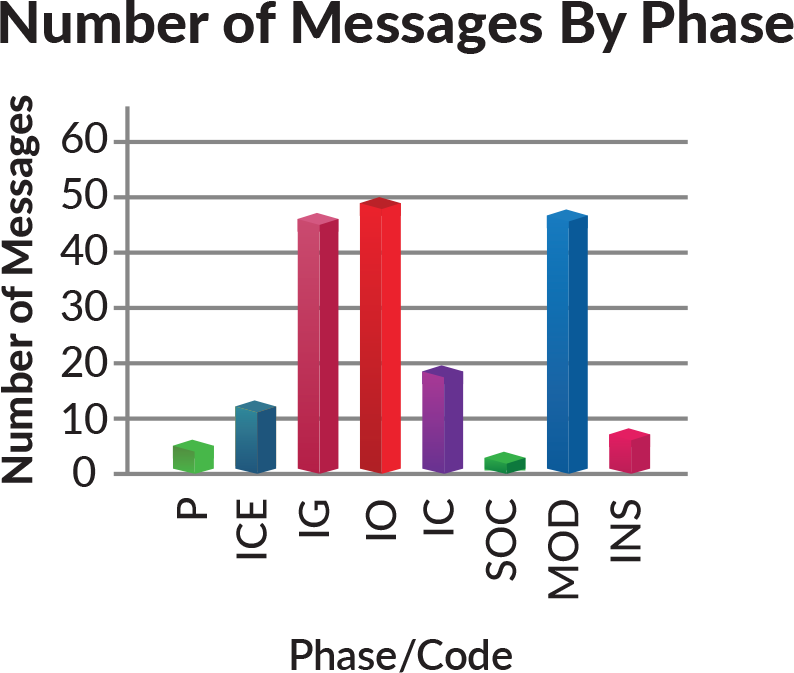 Number of Messages By Phase
Number of Messages
60
50
40
30
20
10
0
P
ICE
IG
IO
IC
SOC
MOD
INS
Phase/Code